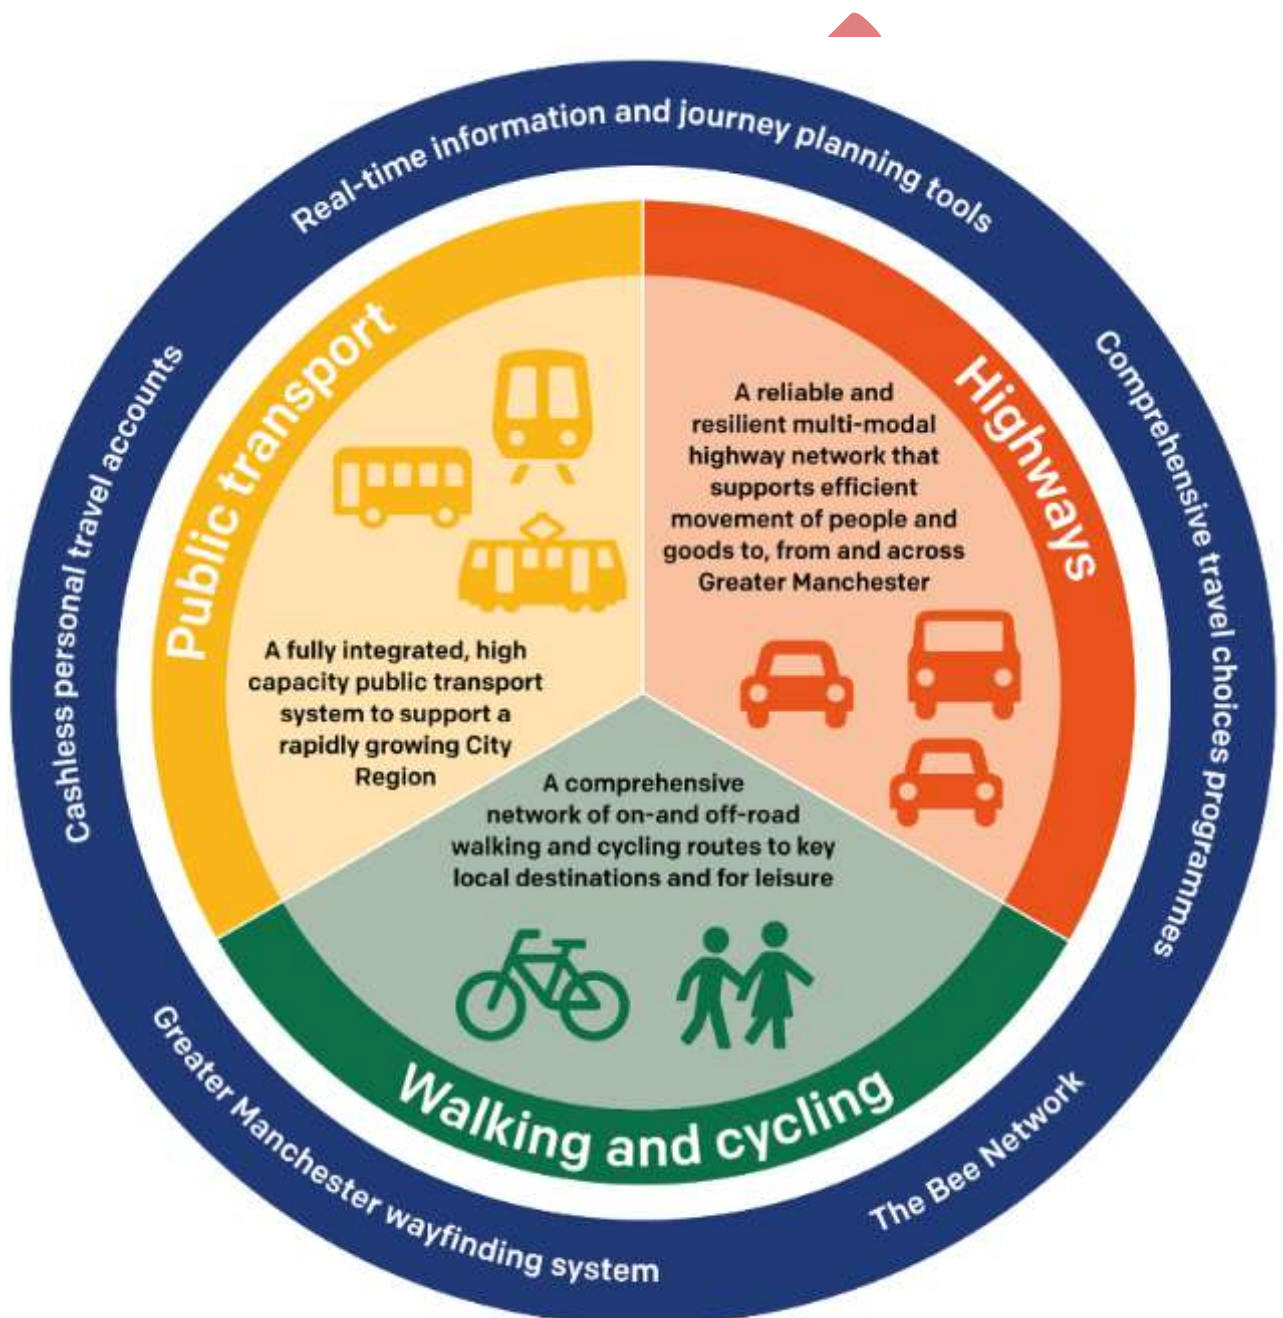 Real-time information and journey planning tools
Comprehensive travel choices programmes
The Bee Network
Greater Manchester wayfinding system
Cashless personal travel accounts
Public transport
A fully integrated, high
capacity public transport
system to support a
rapidly growing City
Region
Highways
A reliable and
resilient multi-modal
highway network that
supports efficient
movement of people and
goods to, from and across
Greater Manchester
A comprehensive
network of on-and off-road
walking and cycling routes to key
local destinations and for leisure
Walking and cycling